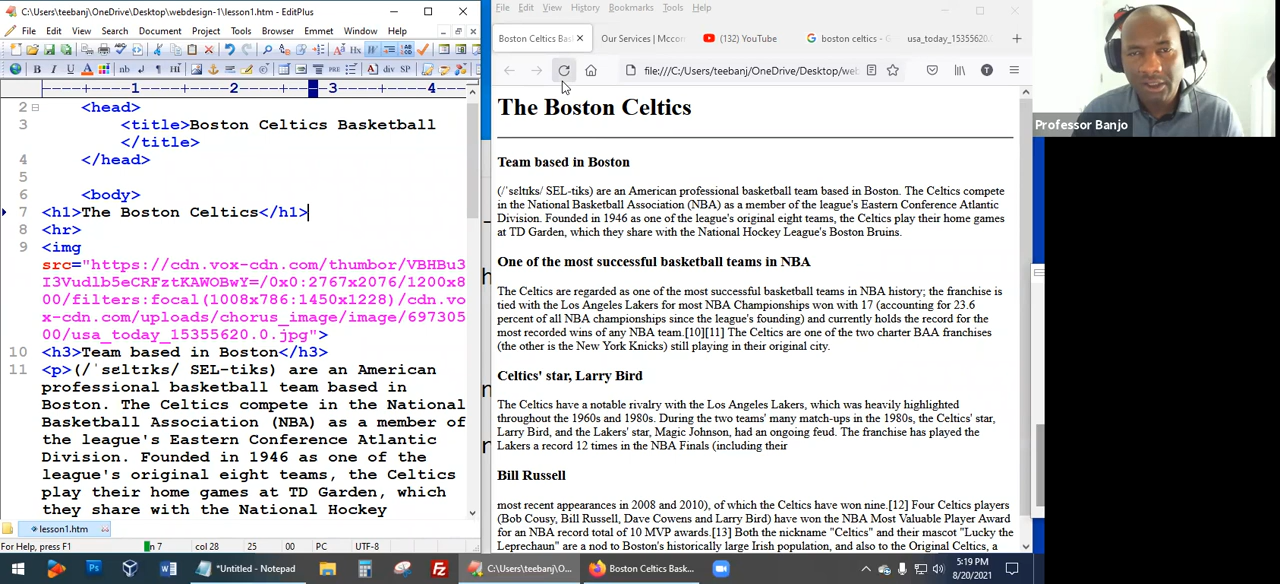 C:\Users\teebanj\OneDrive\Desktop\webdesign-1\lesson1.htm - EditPlus
File Edit View Search Document Project Tools Browser Emmet Window Help
----+----1----+----2----+----3----+----4
2 <head>
3 <title>Boston Celtics Basketball
</title>
4 </head>
5
6 <body>
7 <h1>The Boston Celtics</h1>
8 <hr>
9 <img
src="https://cdn.vox-cdn.com/thumbor/VBHBu3
I3Vudlb5eCRFztKAWOBwY=/0x0:2767x2076/1200x8
00/filters:focal(1008x786:1450x1228)/cdn.vo
x-cdn.com/uploads/chorus_image/image/697305
00/usa_today_15355620.0.jpg">
10 <h3>Team based in Boston</h3>
11 <p>(/ˈsɛltɪks/ SEL-tiks) are an American
professional basketball team based in
Boston. The Celtics compete in the National
Basketball Association (NBA) as a member of
the league's Eastern Conference Atlantic
Division. Founded in 1946 as one of the
league's original eight teams, the Celtics
play their home games at TD Garden, which
they share with the National Hockey
lesson1.htm
For Help, press F1 ln 7 col 28 25 00 PC UTF-8
File Edit View History Bookmarks Tools Help
Boston Celtics Bas Our Services | Mccom (132) YouTube boston celtics - G usa_today_15355620.
file:///C:/Users/teebanj/OneDrive/Desktop/web
The Boston Celtics
Team based in Boston
(/ˈsɛltɪks/ SEL-tiks) are an American professional basketball team based in Boston. The Celtics compete
in the National Basketball Association (NBA) as a member of the league's Eastern Conference Atlantic
Division. Founded in 1946 as one of the league's original eight teams, the Celtics play their home games
at TD Garden, which they share with the National Hockey League's Boston Bruins.
One of the most successful basketball teams in NBA
The Celtics are regarded as one of the most successful basketball teams in NBA history; the franchise is
tied with the Los Angeles Lakers for most NBA Championships won with 17 (accounting for 23.6
percent of all NBA championships since the league's founding) and currently holds the record for the
most recorded wins of any NBA team.[10][11] The Celtics are one of the two charter BAA franchises
(the other is the New York Knicks) still playing in their original city.
Celtics' star, Larry Bird
The Celtics have a notable rivalry with the Los Angeles Lakers, which was heavily highlighted
throughout the 1960s and 1980s. During the two teams' many match-ups in the 1980s, the Celtics' star,
Larry Bird, and the Lakers' star, Magic Johnson, had an ongoing feud. The franchise has played the
Lakers a record 12 times in the NBA Finals (including their
Bill Russell
most recent appearances in 2008 and 2010), of which the Celtics have won nine.[12] Four Celtics players
(Bob Cousy, Bill Russell, Dave Cowens and Larry Bird) have won the NBA Most Valuable Player Award
for an NBA record total of 10 MVP awards.[13] Both the nickname "Celtics" and their mascot "Lucky the
Leprechaun" are a nod to Boston's historically large Irish population, and also to the Original Celtics, a
Professor Banjo
*Untitled - Notepad
C:\Users\teebanj\O...
Boston Celtics Bask...
5:19 PM
8/20/2021